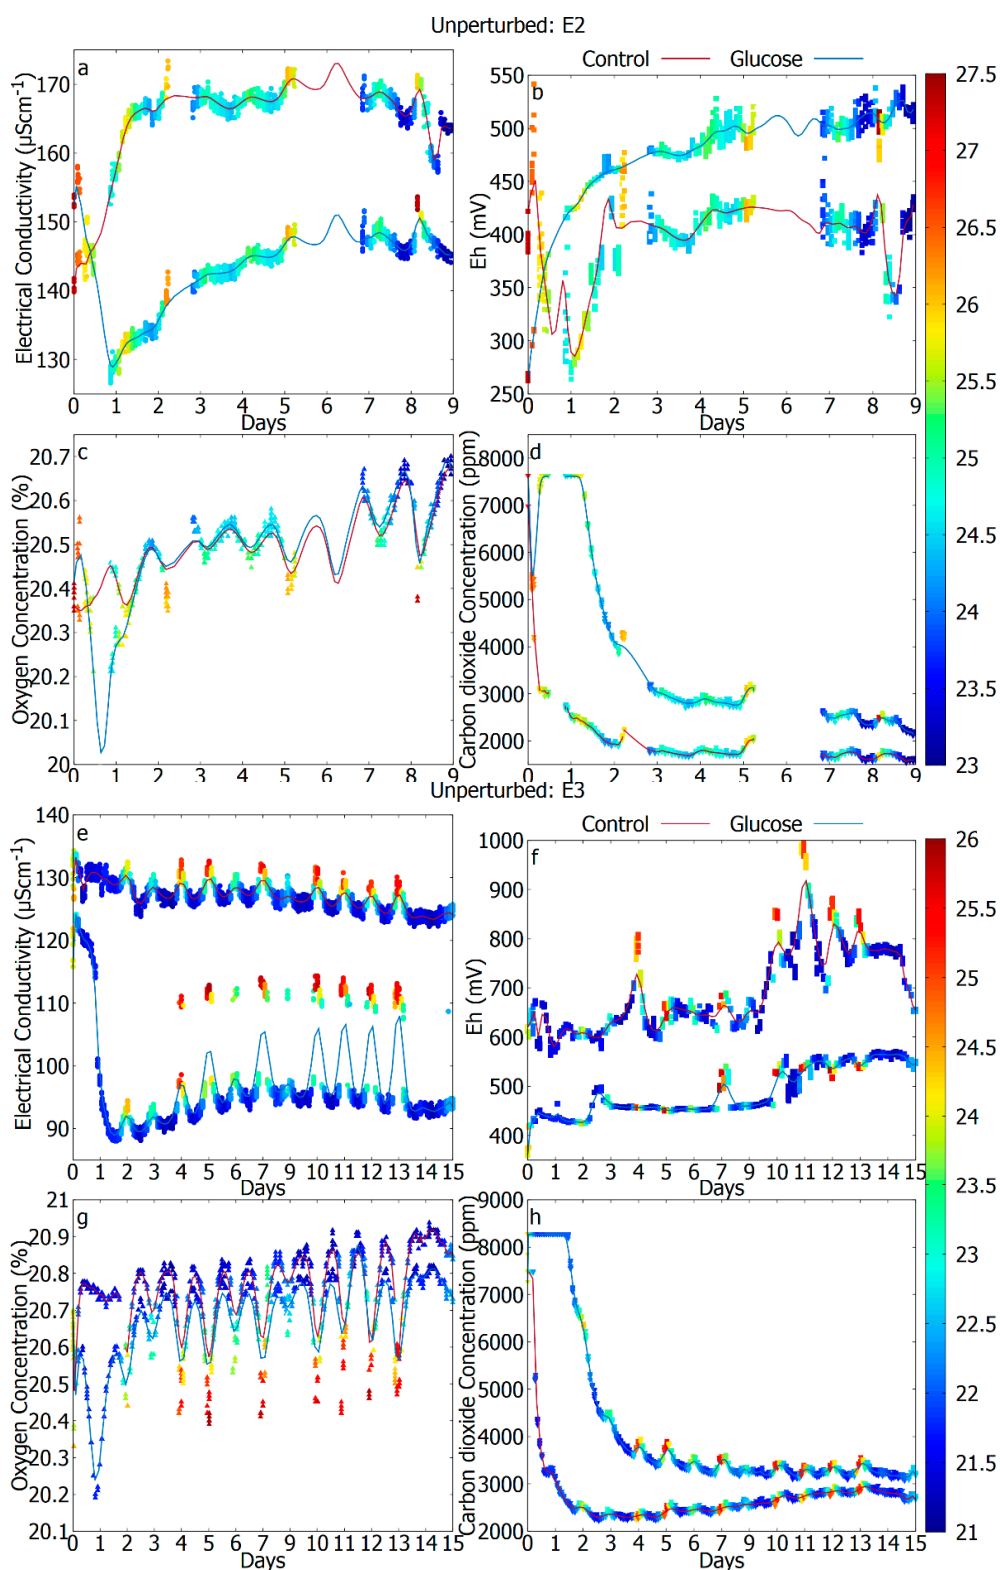 Unperturbed: E2
Control Glucose
a
Electrical Conductivity (µScm⁻¹)
170
160
150
140
130
0 1 2 3 4 5 6 7 8 9
Days
b
Eh (mV)
550
500
450
400
350
300
250
0 1 2 3 4 5 6 7 8 9
Days
c
Oxygen Concentration (%)
20.7
20.6
20.5
20.4
20.3
20.2
20.1
20
0 1 2 3 4 5 6 7 8 9
d
Carbon dioxide Concentration (ppm)
8000
7000
6000
5000
4000
3000
2000
0 1 2 3 4 5 6 7 8 9
27.5
27
26.5
26
25.5
25
24.5
24
23.5
23
Unperturbed: E3
Control Glucose
e
Electrical Conductivity (µScm⁻¹)
140
130
120
110
100
90
0 1 2 3 4 5 6 7 8 10 11 12 13 15
Days
f
Eh (mV)
1000
900
800
700
600
500
400
0 1 2 3 4 5 6 7 8 9 10 11 12 13 14 15
Days
g
Oxygen Concentration (%)
21
20.9
20.8
20.7
20.6
20.5
20.4
20.3
20.2
20.1
0 1 2 3 4 5 6 7 8 10 11 12 13 15
Days
h
Carbon dioxide Concentration (ppm)
9000
8000
7000
6000
5000
4000
3000
2000
0 1 2 3 4 5 6 7 8 9 10 11 12 13 14 15
Days
26
25.5
25
24.5
24
23.5
23
22.5
22
21.5
21